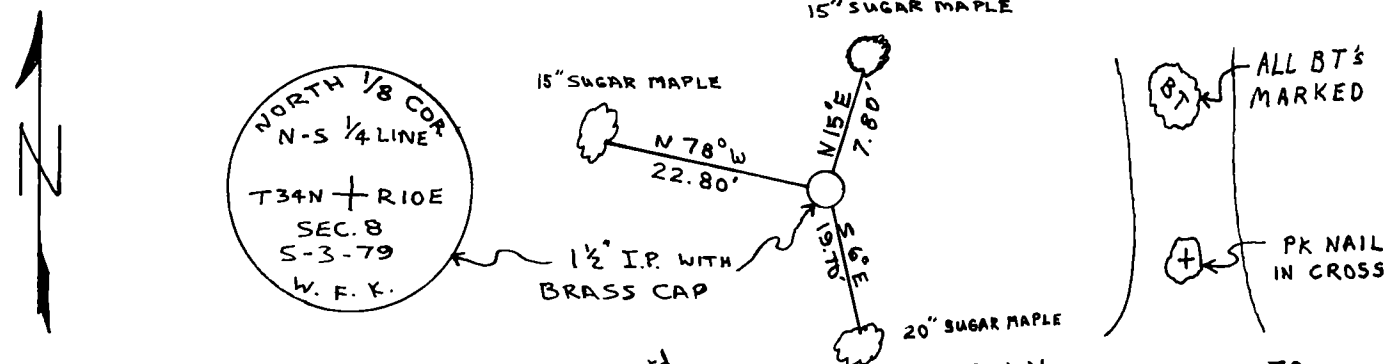 N
NORTH 1/8 COR
N-S 1/4 LINE
T34N + R10E
SEC. 8
5-3-79
W. F. K.
15" SUGAR MAPLE
15" SUGAR MAPLE
N 15° E
7.80'
N 78° W
22.80'
S 6° E
19.70'
1 1/2" I.P. WITH
BRASS CAP
20" SUGAR MAPLE
BT
ALL BT's
MARKED
PK NAIL
IN CROSS